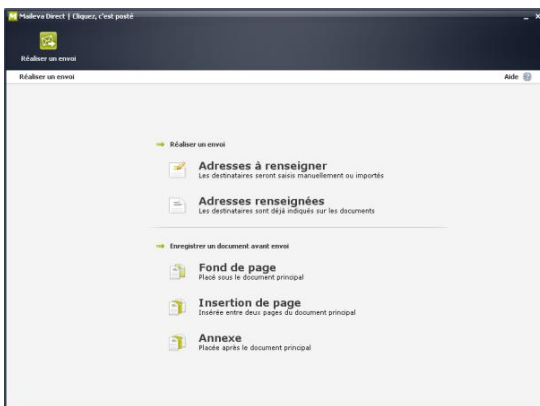 Maileva Direct | Cliquez, c'est posté
Réaliser un envoi
Réaliser un envoi
Aide
Réaliser un envoi
Adresses à renseigner
Les destinataires seront saisis manuellement ou importés
Adresses renseignées
Les destinataires sont déjà indiqués sur les documents
Enregistrer un document avant envoi
Fond de page
Placé sous le document principal
Insertion de page
Insérée entre deux pages du document principal
Annexe
Placée après le document principal